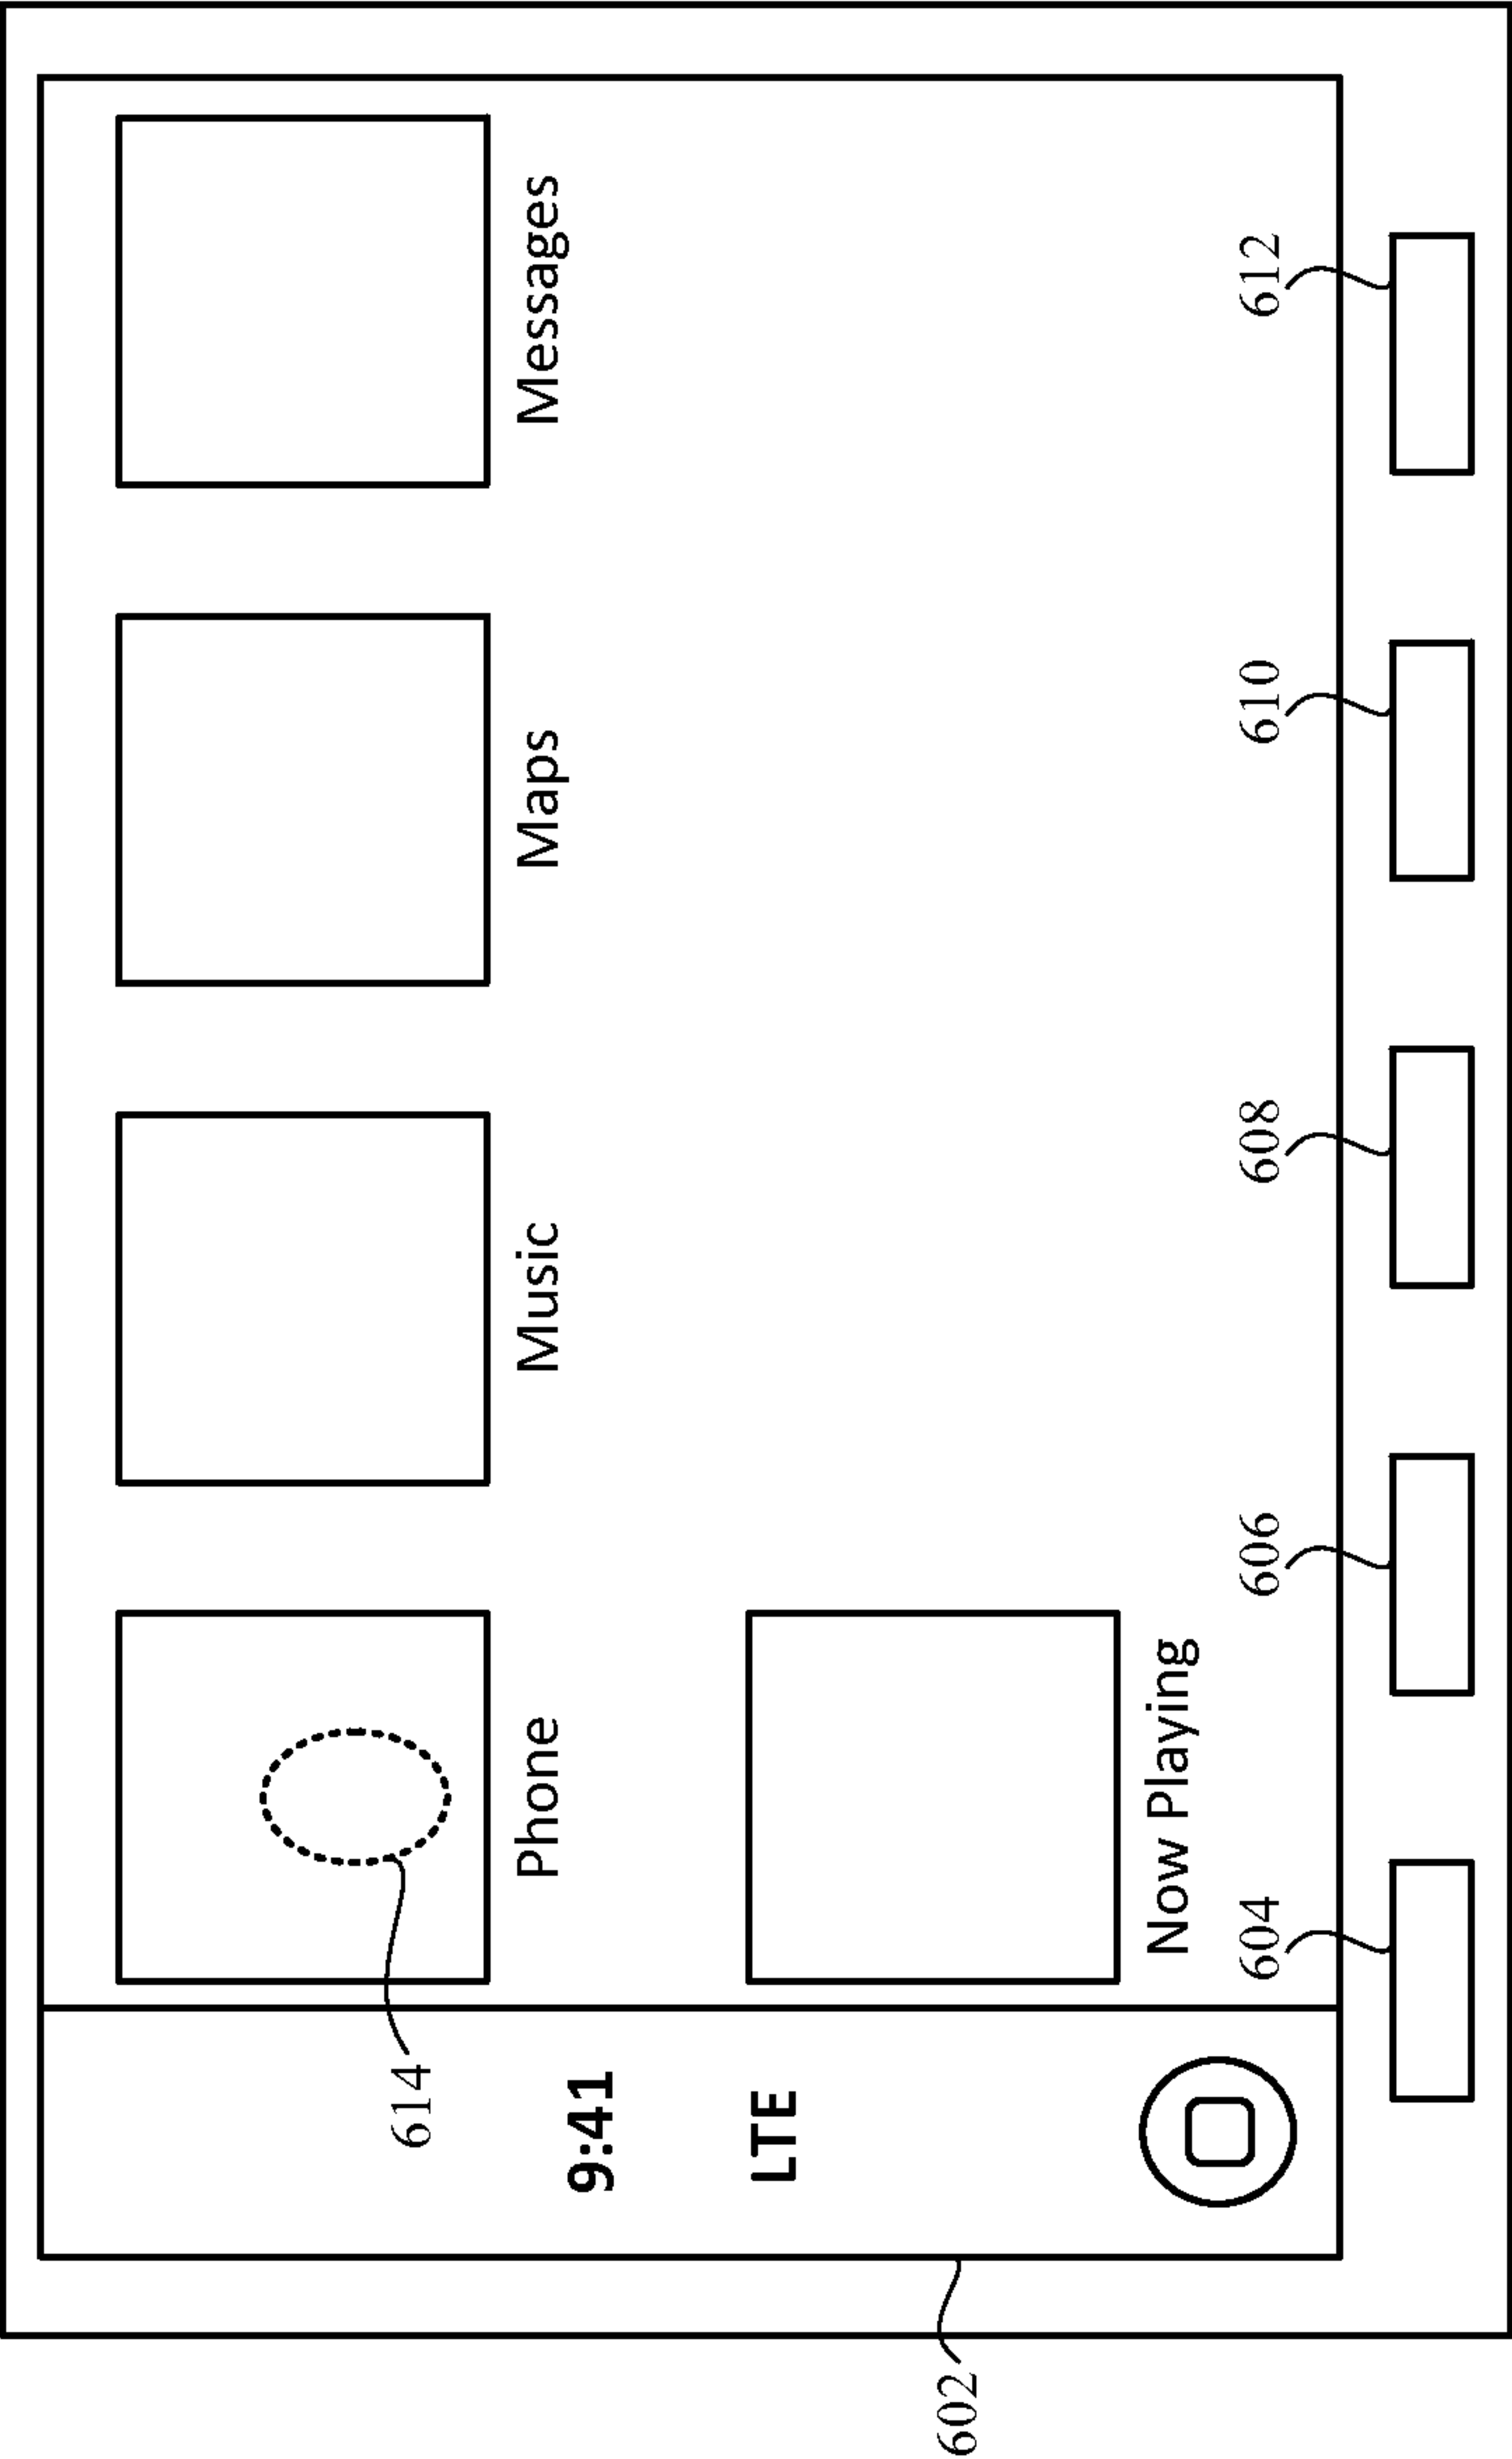 614
Phone
Music
Maps
Messages
9:41
LTE
Now Playing
602
604
606
608
610
612